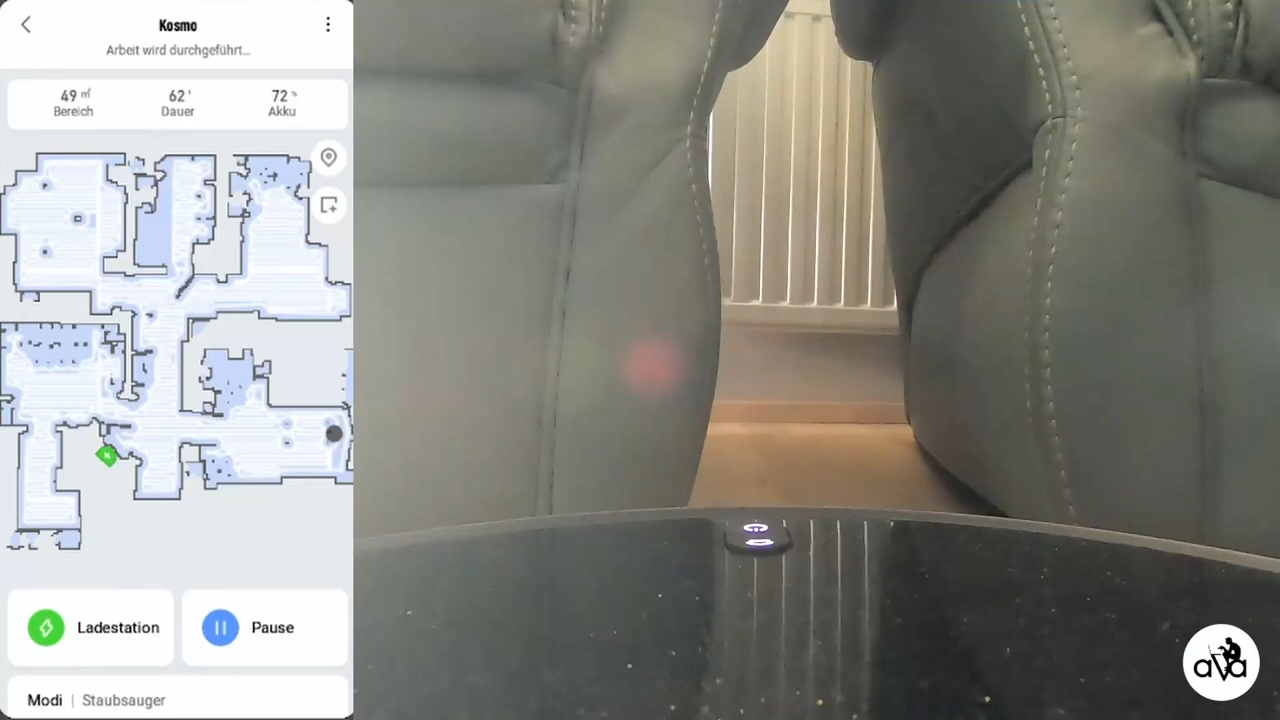 Kosmo
Arbeit wird durchgeführt...
49 m² 62 ' 72 %
Bereich Dauer Akku
Ladestation Pause
Modi | Staubsauger
ava